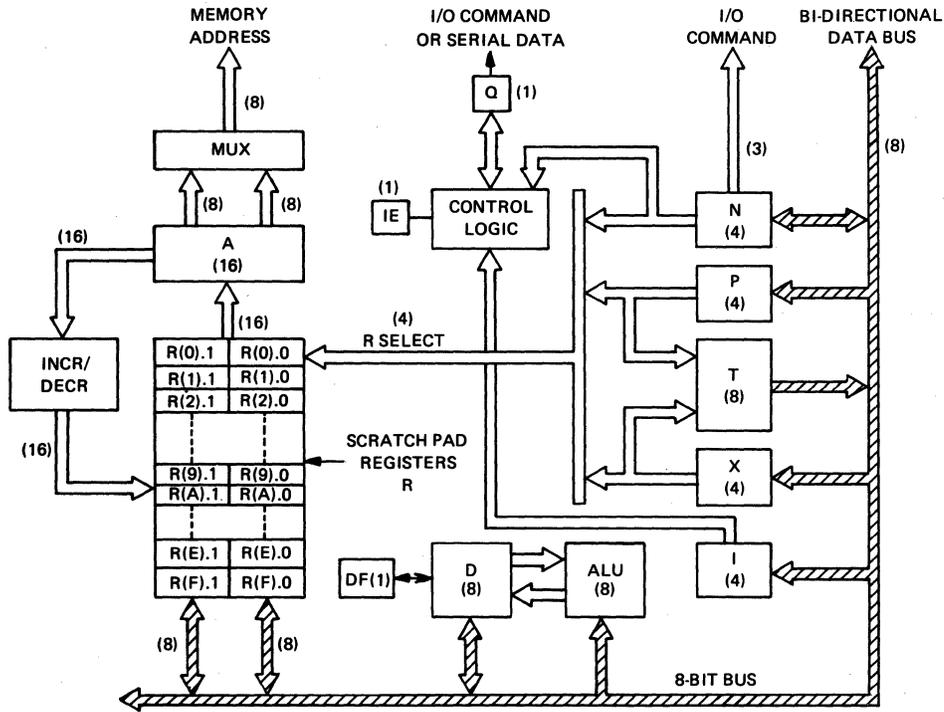 MEMORY
ADDRESS
I/O COMMAND
OR SERIAL DATA
I/O
COMMAND
BI-DIRECTIONAL
DATA BUS
(8)
Q
(1)
MUX
(3)
(8)
(8)
(8)
(1)
IE
CONTROL
LOGIC
N
(4)
(16)
A
(16)
P
(4)
(16)
(4)
R SELECT
INCR/
DECR
R(0).1
R(0).0
R(1).1
R(1).0
R(2).1
R(2).0
T
(8)
(16)
SCRATCH PAD
REGISTERS
R
R(9).1
R(9).0
R(A).1
R(A).0
X
(4)
R(E).1
R(E).0
R(F).1
R(F).0
DF(1)
D
(8)
ALU
(8)
I
(4)
(8)
(8)
8-BIT BUS